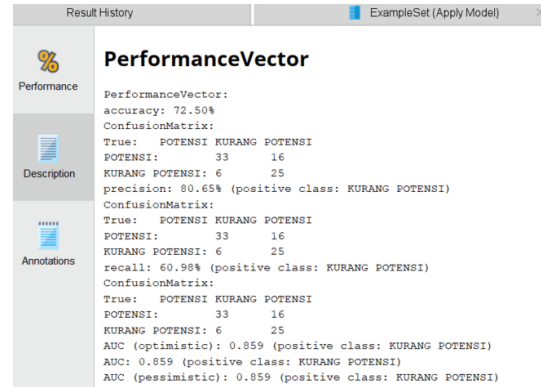 Result History
ExampleSet (Apply Model)
%
Performance
Description
Annotations
PerformanceVector
PerformanceVector:
accuracy: 72.50%
ConfusionMatrix:
True: POTENSI KURANG POTENSI
POTENSI: 33 16
KURANG POTENSI: 6 25
precision: 80.65% (positive class: KURANG POTENSI)
ConfusionMatrix:
True: POTENSI KURANG POTENSI
POTENSI: 33 16
KURANG POTENSI: 6 25
recall: 60.98% (positive class: KURANG POTENSI)
ConfusionMatrix:
True: POTENSI KURANG POTENSI
POTENSI: 33 16
KURANG POTENSI: 6 25
AUC (optimistic): 0.859 (positive class: KURANG POTENSI)
AUC: 0.859 (positive class: KURANG POTENSI)
AUC (pessimistic): 0.859 (positive class: KURANG POTENSI)